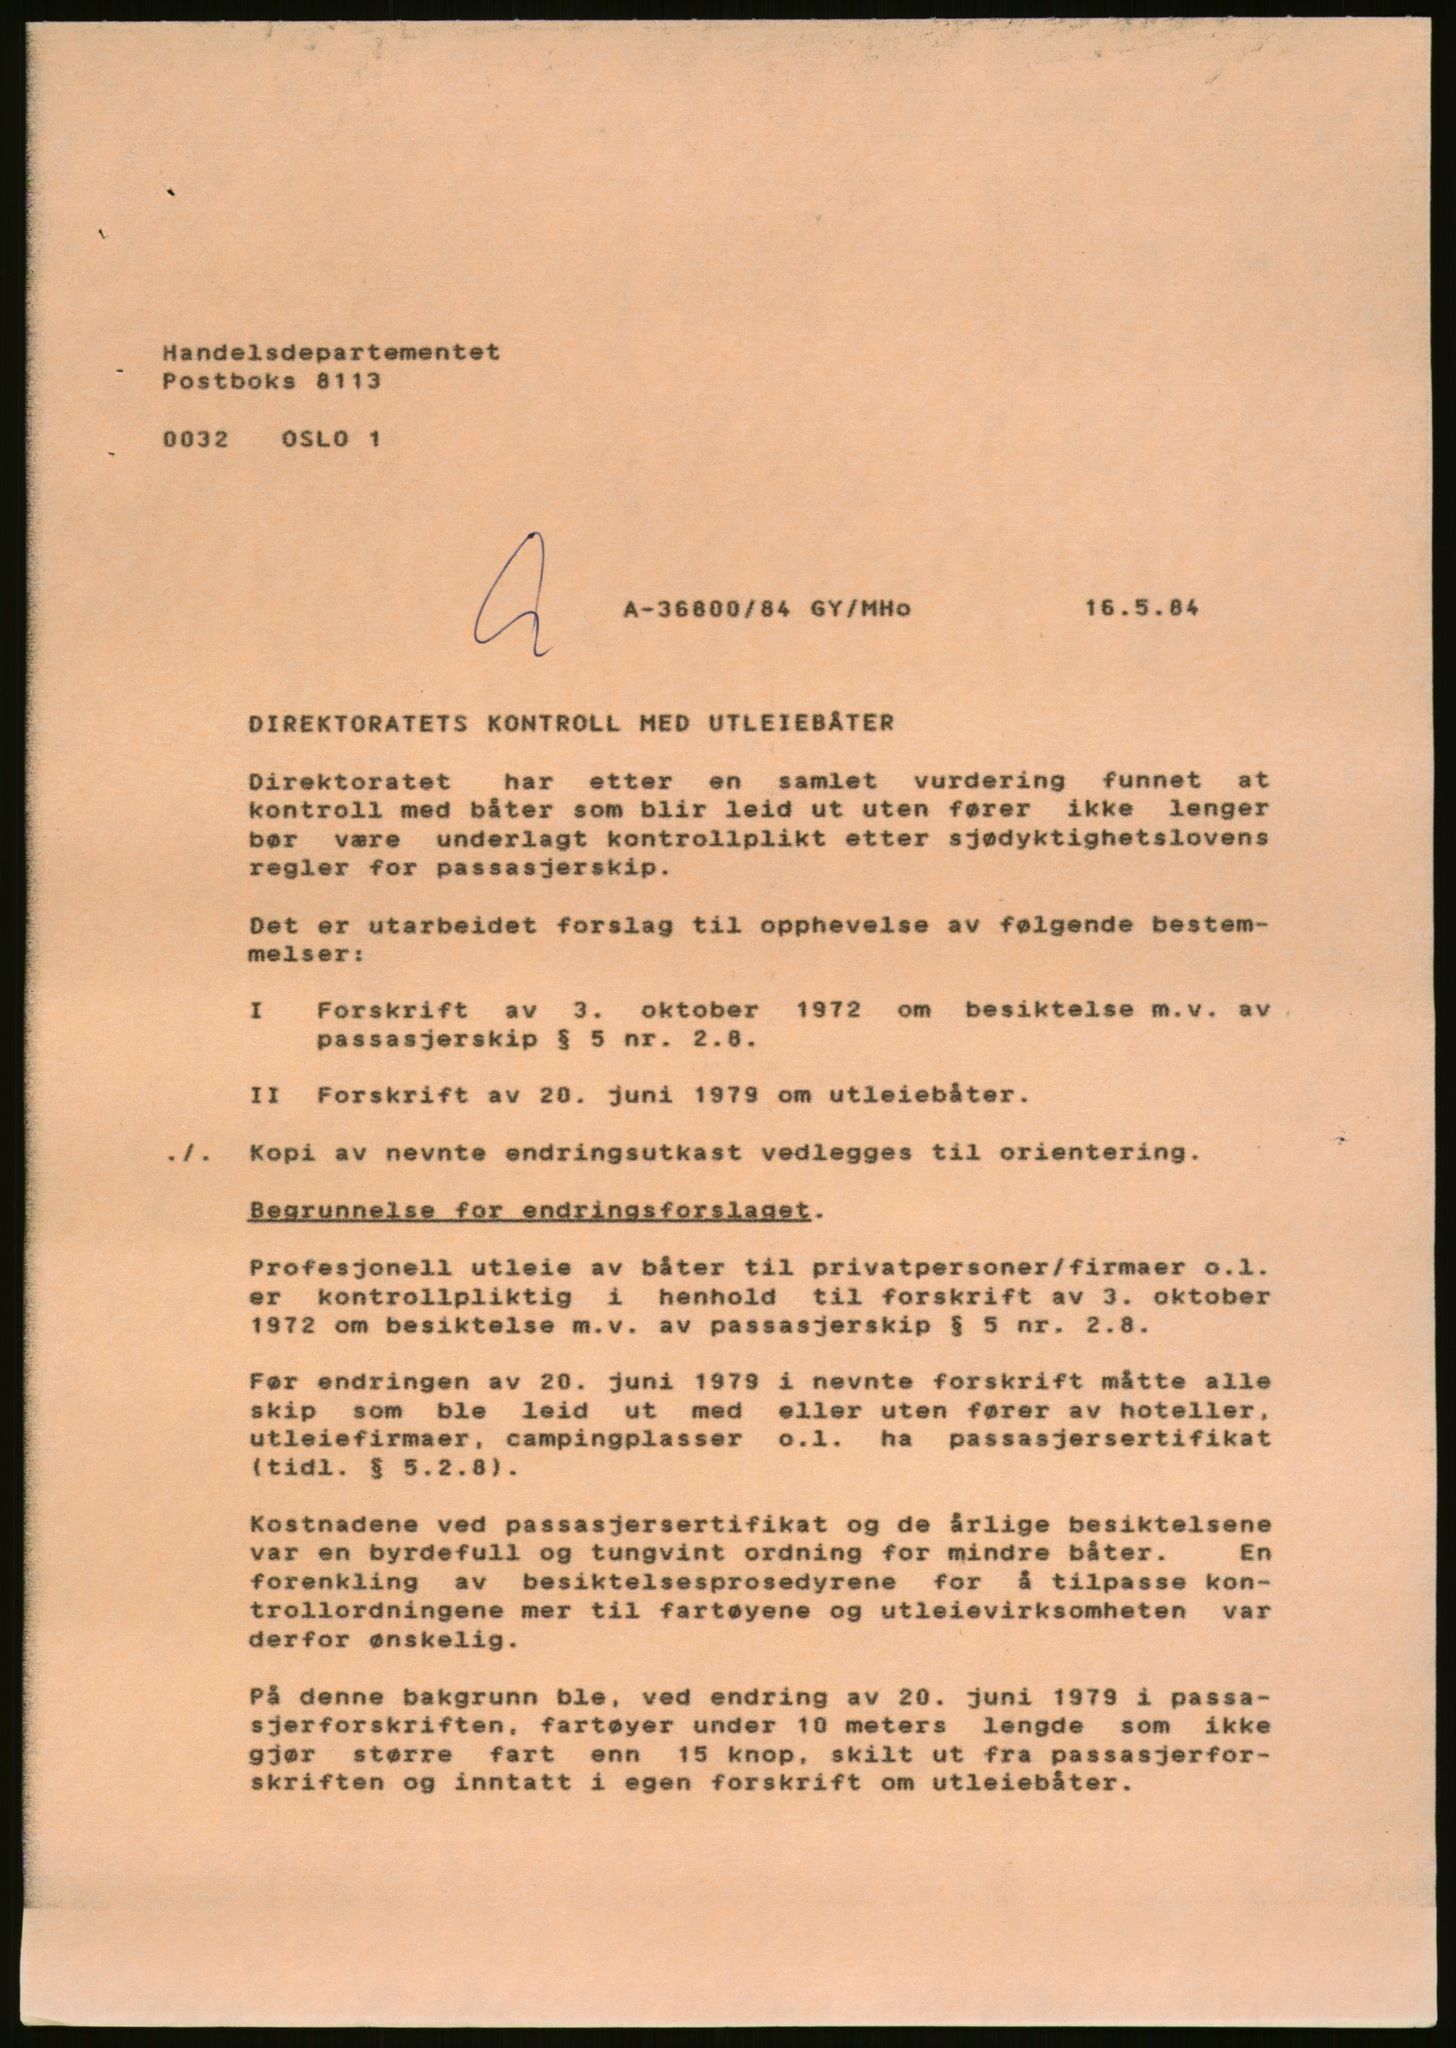 Handelsdepartementet
Postboks 8113
0032 OSLO 1
A-36800/84 GY/MHo 16.5.84
DIREKTORATETS KONTROLL MED UTLEIEBÅTER
Direktoratet har etter en samlet vurdering funnet at
kontroll med båter som blir leid ut uten fører ikke lenger
bør være underlagt kontrollplikt etter sjødyktighetslovens
regler for passasjerskip.
Det er utarbeidet forslag til opphevelse av følgende bestem-
melser:
I Forskrift av 3. oktober 1972 om besiktelse m.v. av
passasjerskip § 5 nr. 2.8.
II Forskrift av 20. juni 1979 om utleiebåter.
./. Kopi av nevnte endringsutkast vedlegges til orientering.
Begrunnelse for endringsforslaget.
Profesjonell utleie av båter til privatpersoner/firmaer o.l.
er kontrollpliktig i henhold til forskrift av 3. oktober
1972 om besiktelse m.v. av passasjerskip § 5 nr. 2.8.
Før endringen av 20. juni 1979 i nevnte forskrift måtte alle
skip som ble leid ut med eller uten fører av hoteller,
utleiefirmaer, campingplasser o.l. ha passasjersertifikat
(tidl. § 5.2.8).
Kostnadene ved passasjersertifikat og de årlige besiktelsene
var en byrdefull og tungvint ordning for mindre båter. En
forenkling av besiktelsesprosedyrene for å tilpasse kon-
trollordningene mer til fartøyene og utleievirksomheten var
derfor ønskelig.
På denne bakgrunn ble, ved endring av 20. juni 1979 i passa-
sjerforskriften, fartøyer under 10 meters lengde som ikke
gjør større fart enn 15 knop, skilt ut fra passasjerfor-
skriften og inntatt i egen forskrift om utleiebåter.